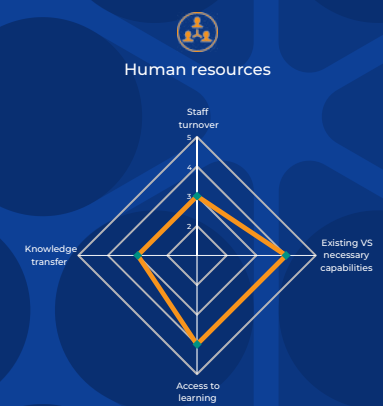 Human resources
Staff
turnover
5
4
3
2
Knowledge
transfer
Existing VS
necessary
capabilities
Access to
learning